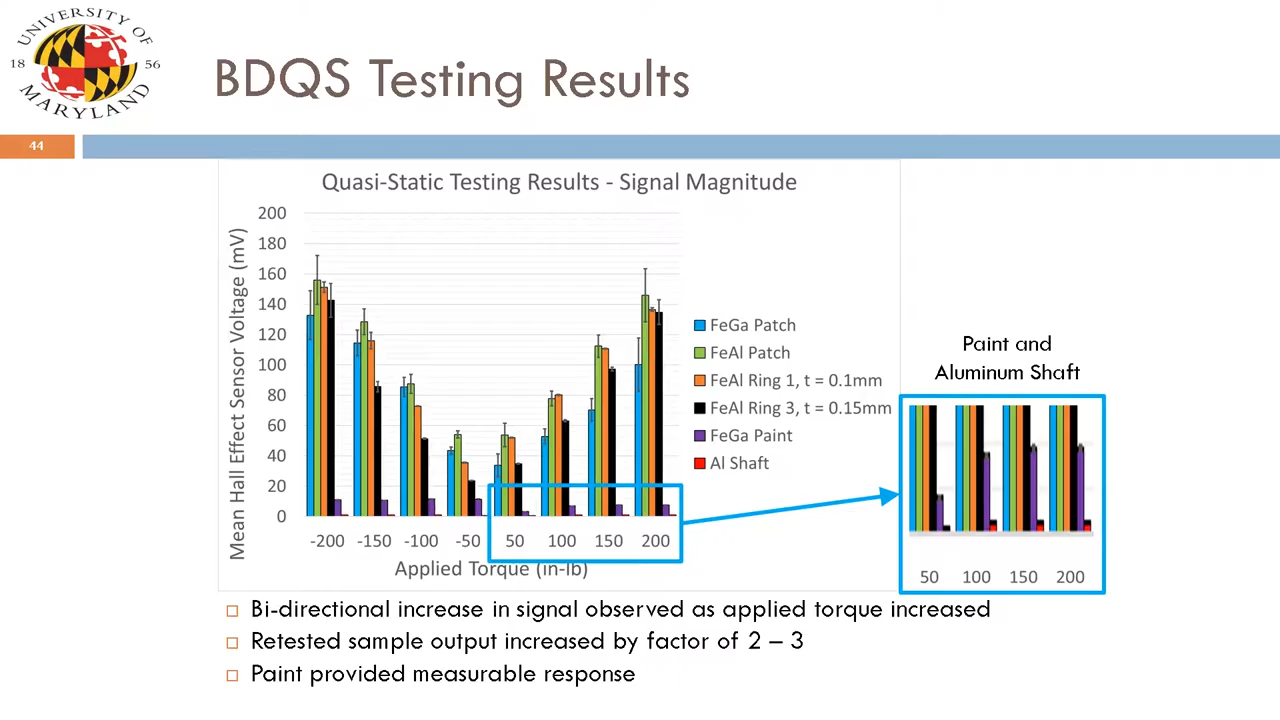 UNIVERSITY OF
18 56
MARYLAND
BDQS Testing Results
44
Quasi-Static Testing Results - Signal Magnitude
Mean Hall Effect Sensor Voltage (mV)
200
180
160
140
120
100
80
60
40
20
0
-200 -150 -100 -50 50 100 150 200
Applied Torque (in-lb)
FeGa Patch
FeAl Patch
FeAl Ring 1, t = 0.1mm
FeAl Ring 3, t = 0.15mm
FeGa Paint
Al Shaft
Paint and
Aluminum Shaft
50 100 150 200
Bi-directional increase in signal observed as applied torque increased
Retested sample output increased by factor of 2 – 3
Paint provided measurable response